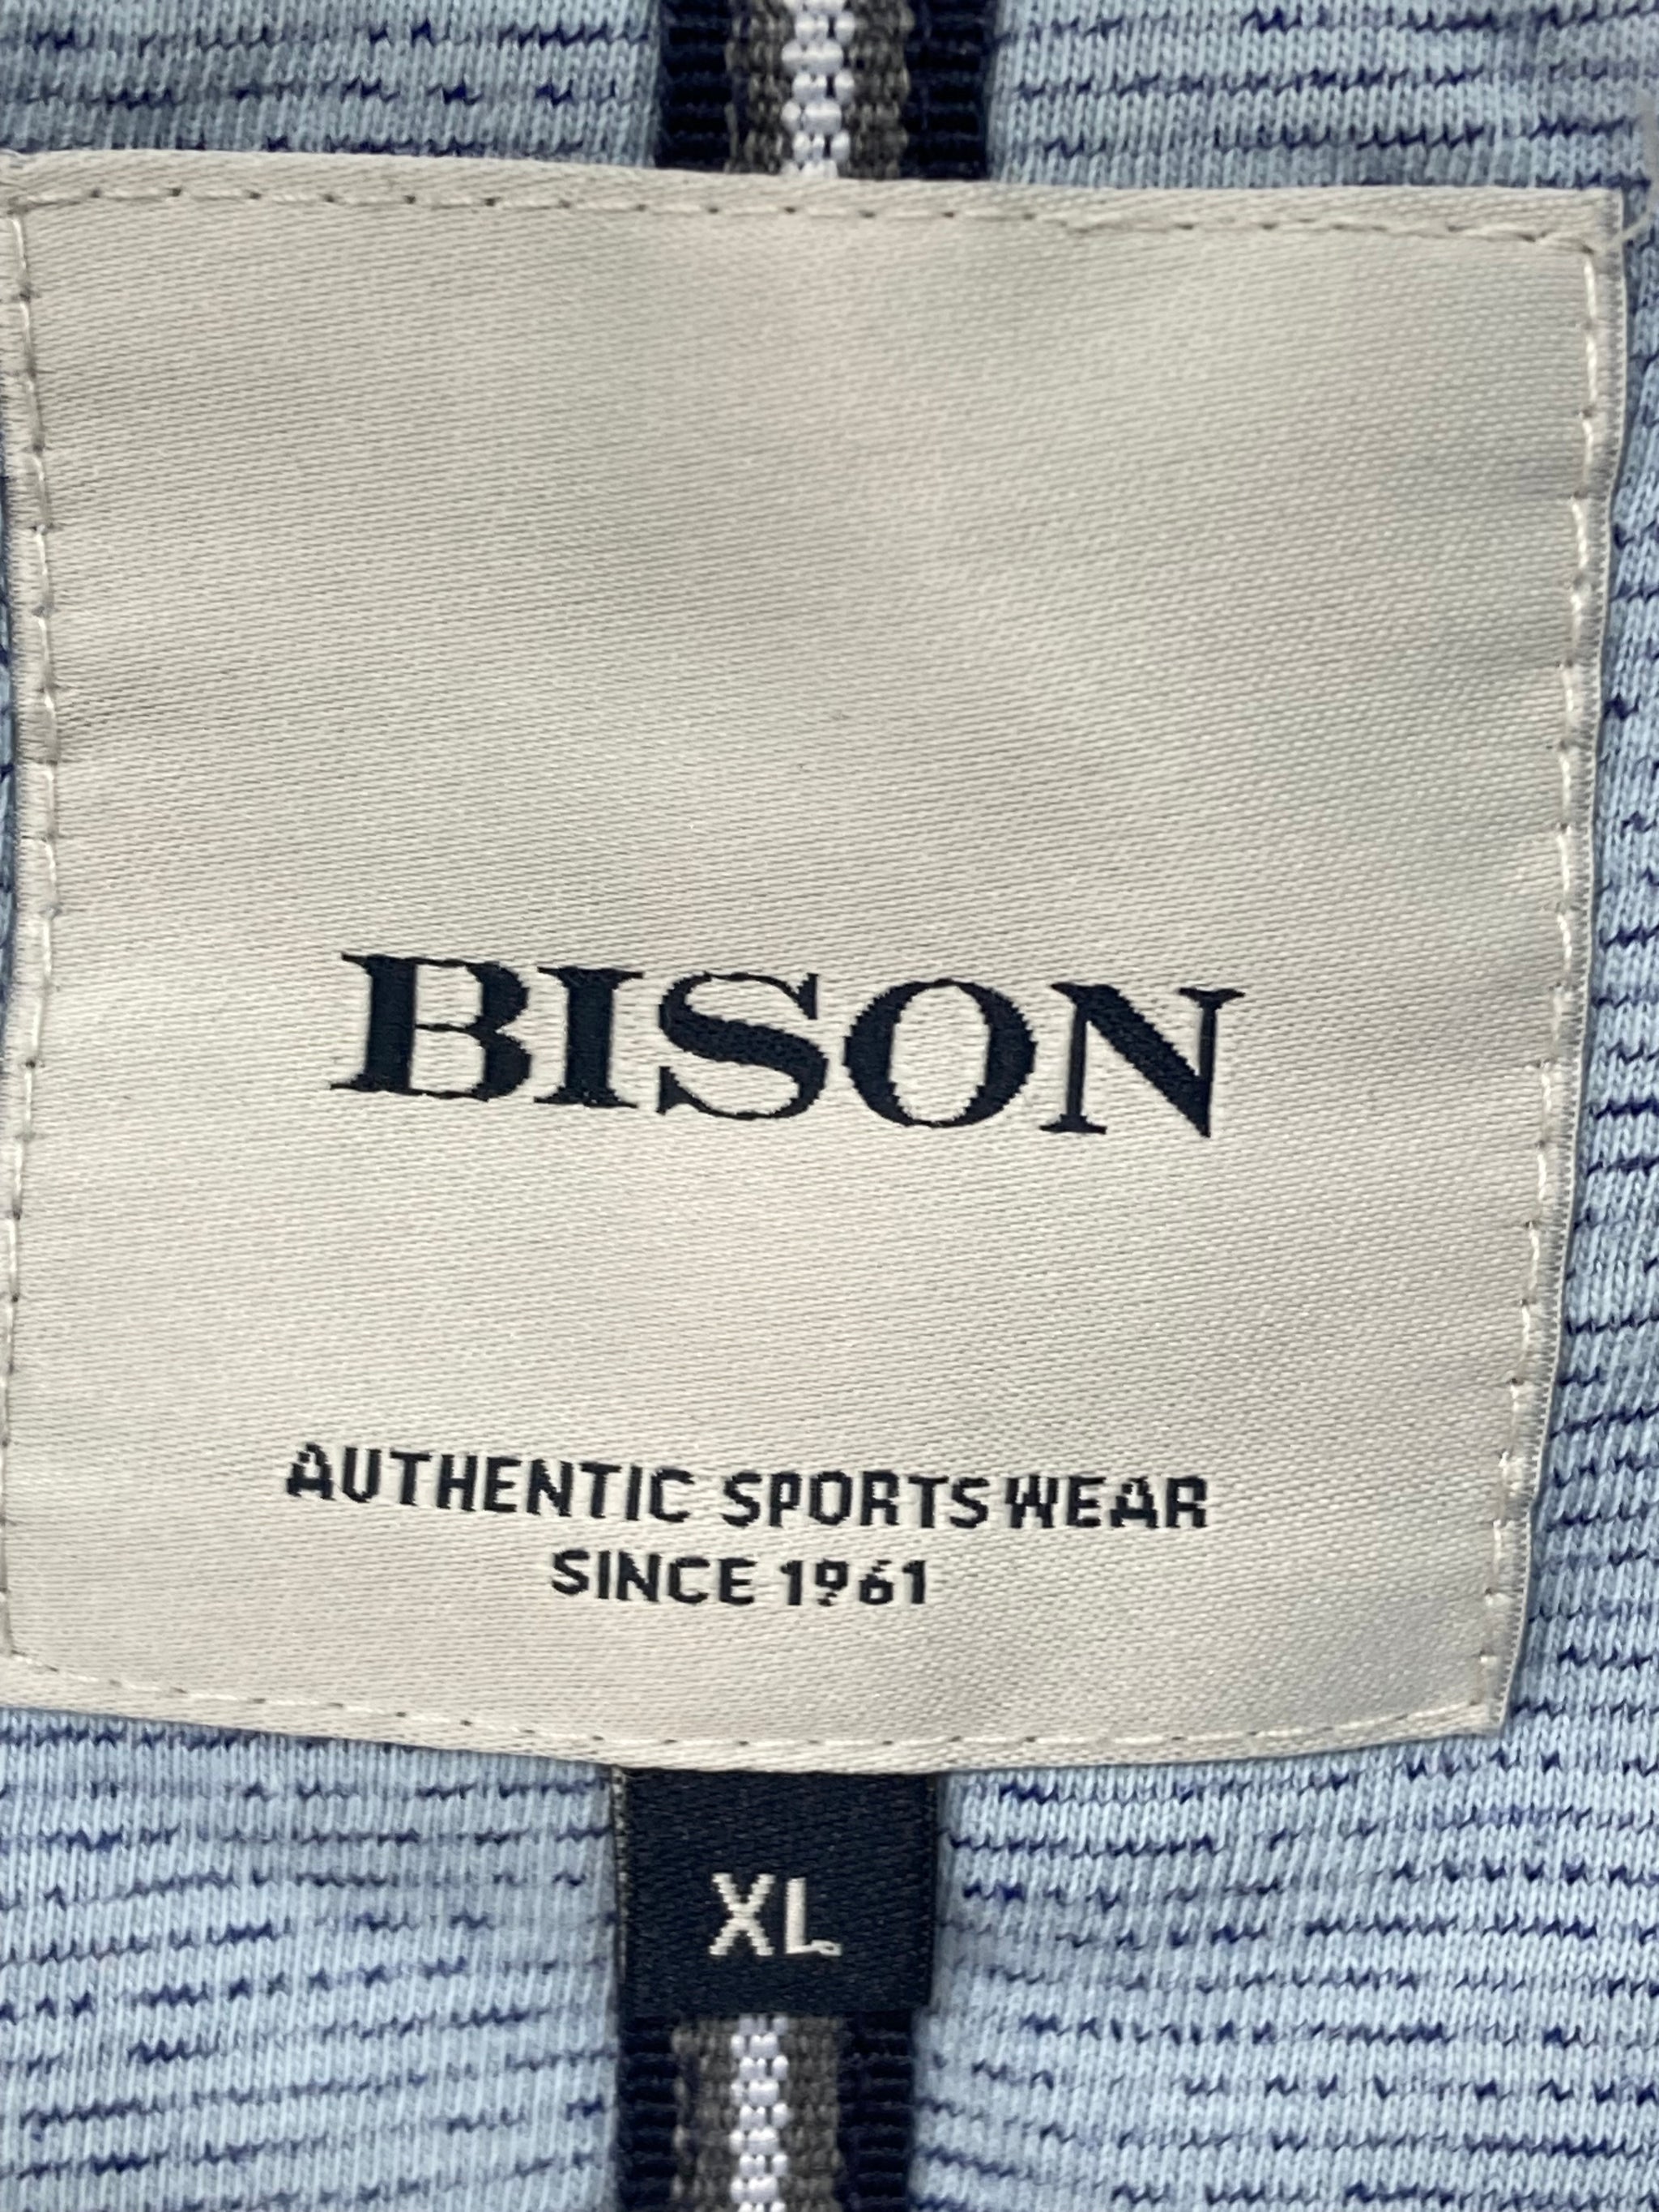 BISON
AUTHENTIC SPORTSWEAR
SINCE 1961
XL